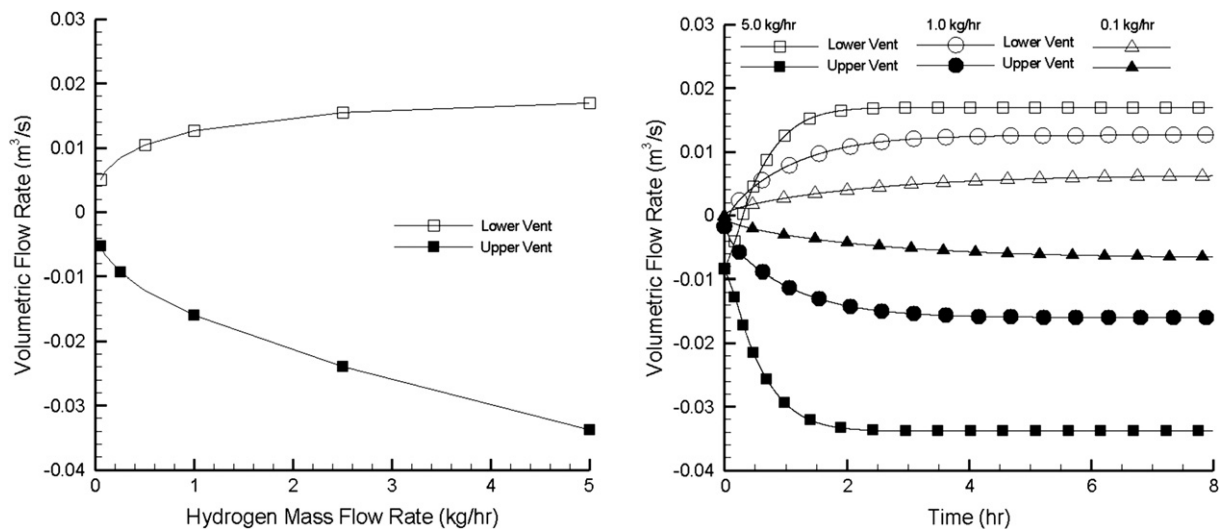 0.03
0.02
0.01
0
-0.01
-0.02
-0.03
-0.04
Volumetric Flow Rate (m³/s)
Lower Vent
Upper Vent
0 1 2 3 4 5
Hydrogen Mass Flow Rate (kg/hr)
5.0 kg/hr 1.0 kg/hr 0.1 kg/hr
Lower Vent Lower Vent
Upper Vent Upper Vent
0.03
0.02
0.01
0
-0.01
-0.02
-0.03
-0.04
Volumetric Flow Rate (m³/s)
0 2 4 6 8
Time (hr)